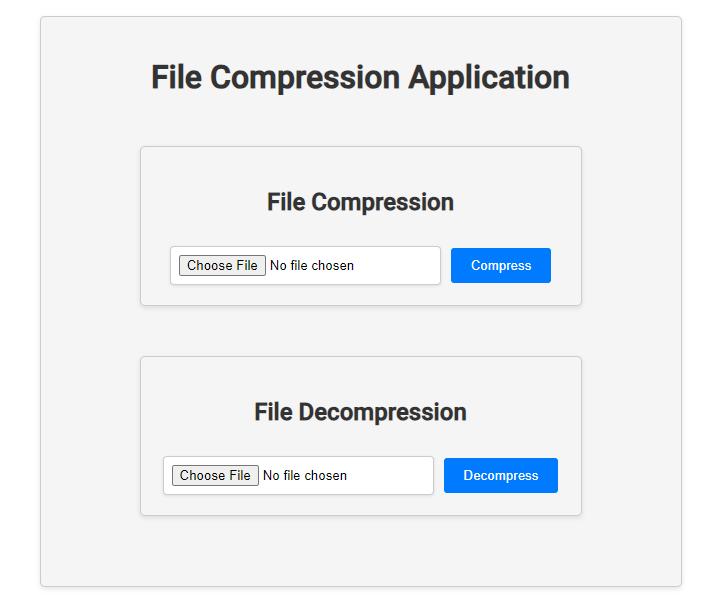 File Compression Application
File Compression
Choose File No file chosen Compress
File Decompression
Choose File No file chosen Decompress